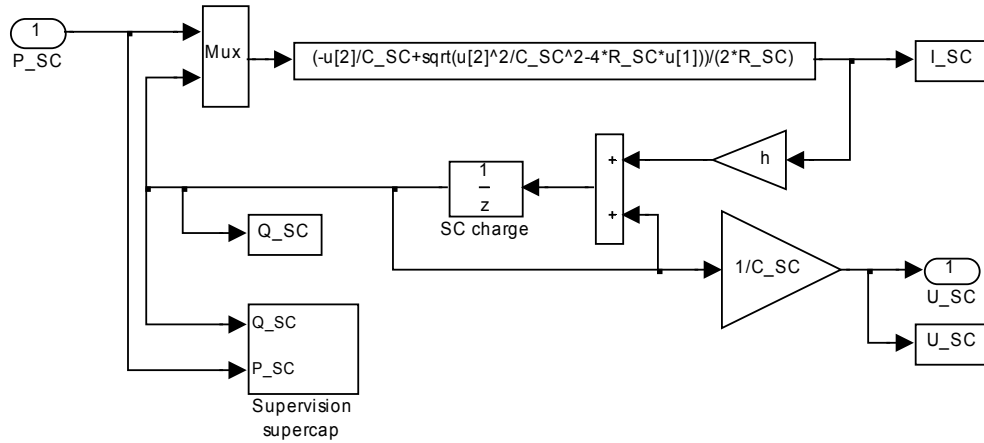 1
P_SC
Mux
(-u[2]/C_SC+sqrt(u[2]^2/C_SC^2-4*R_SC*u[1]))/(2*R_SC)
I_SC
h
+
+
1
z
SC charge
Q_SC
1/C_SC
1
U_SC
U_SC
Q_SC
P_SC
Supervision
supercap